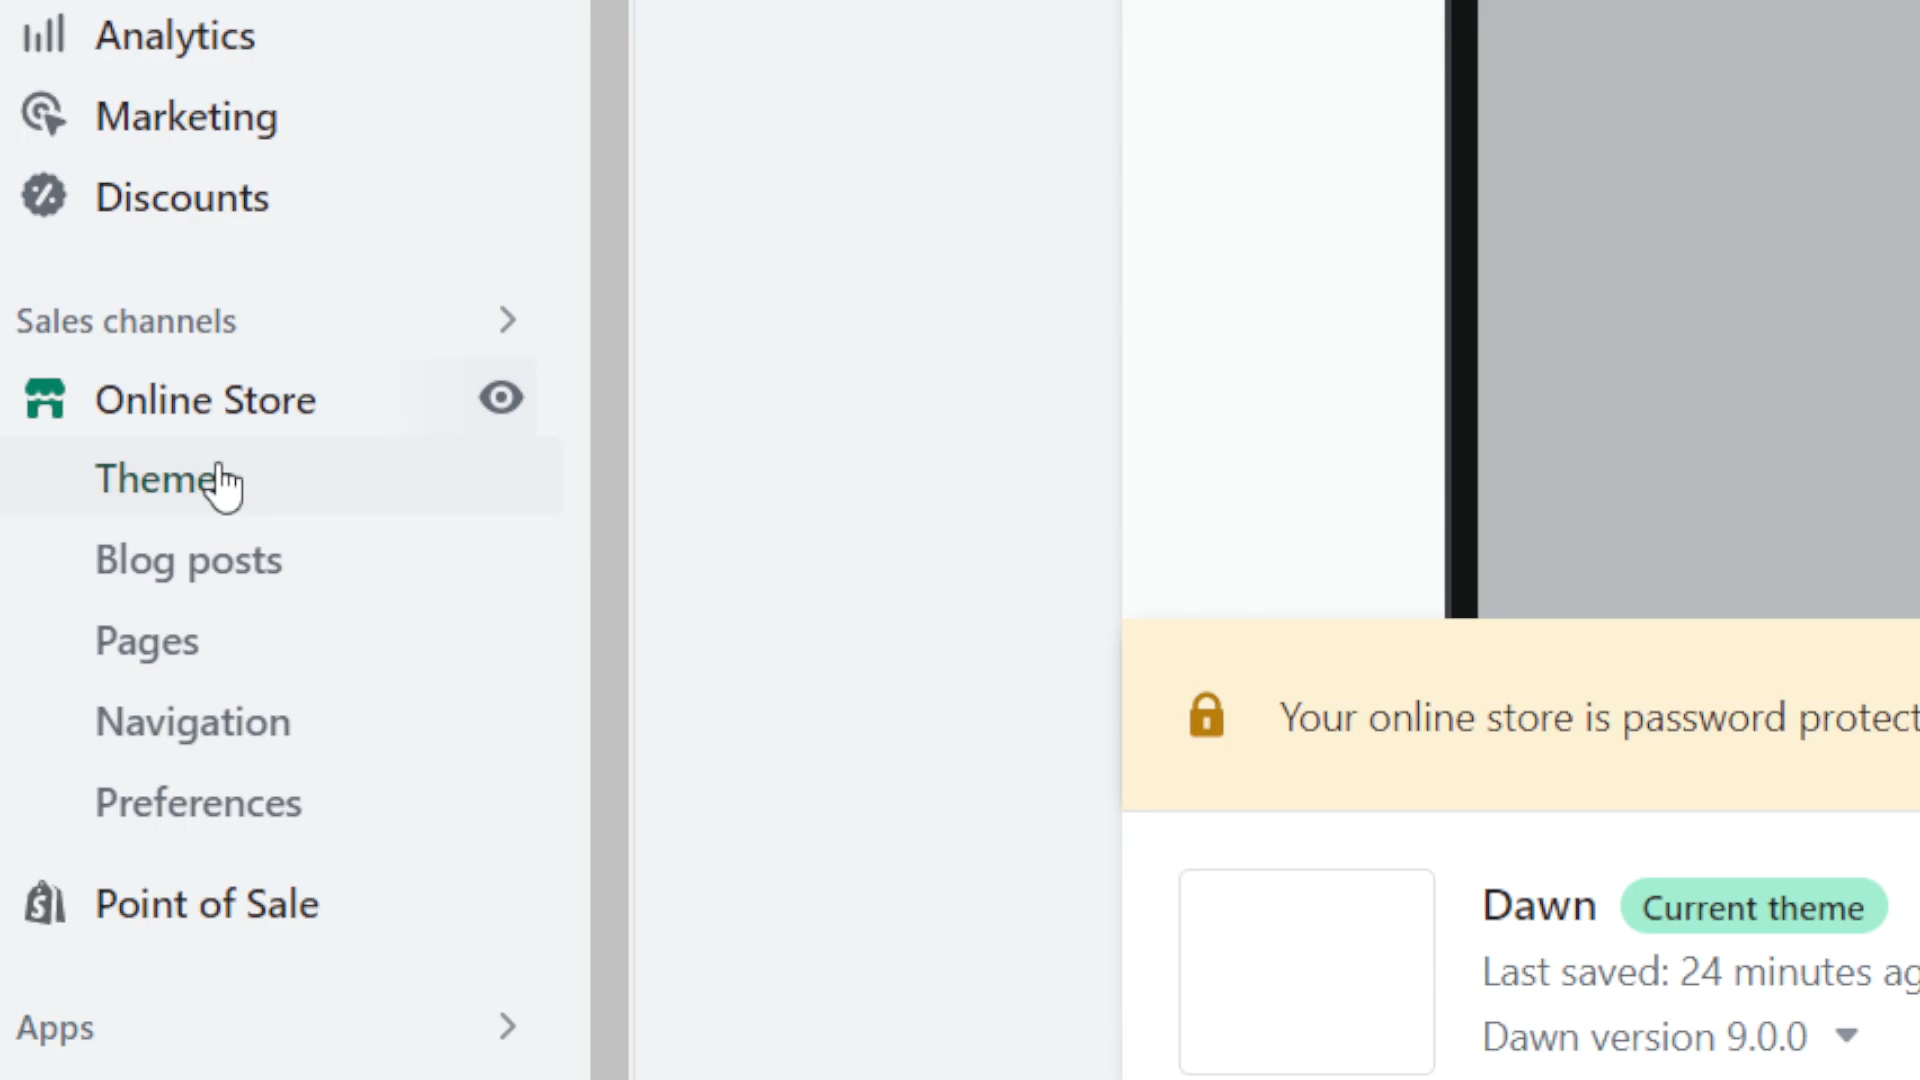 Analytics
Marketing
Discounts
Sales channels
Online Store
Theme
Blog posts
Pages
Navigation
Preferences
Point of Sale
Apps
Your online store is password protect
Dawn Current theme
Last saved: 24 minutes ag
Dawn version 9.0.0